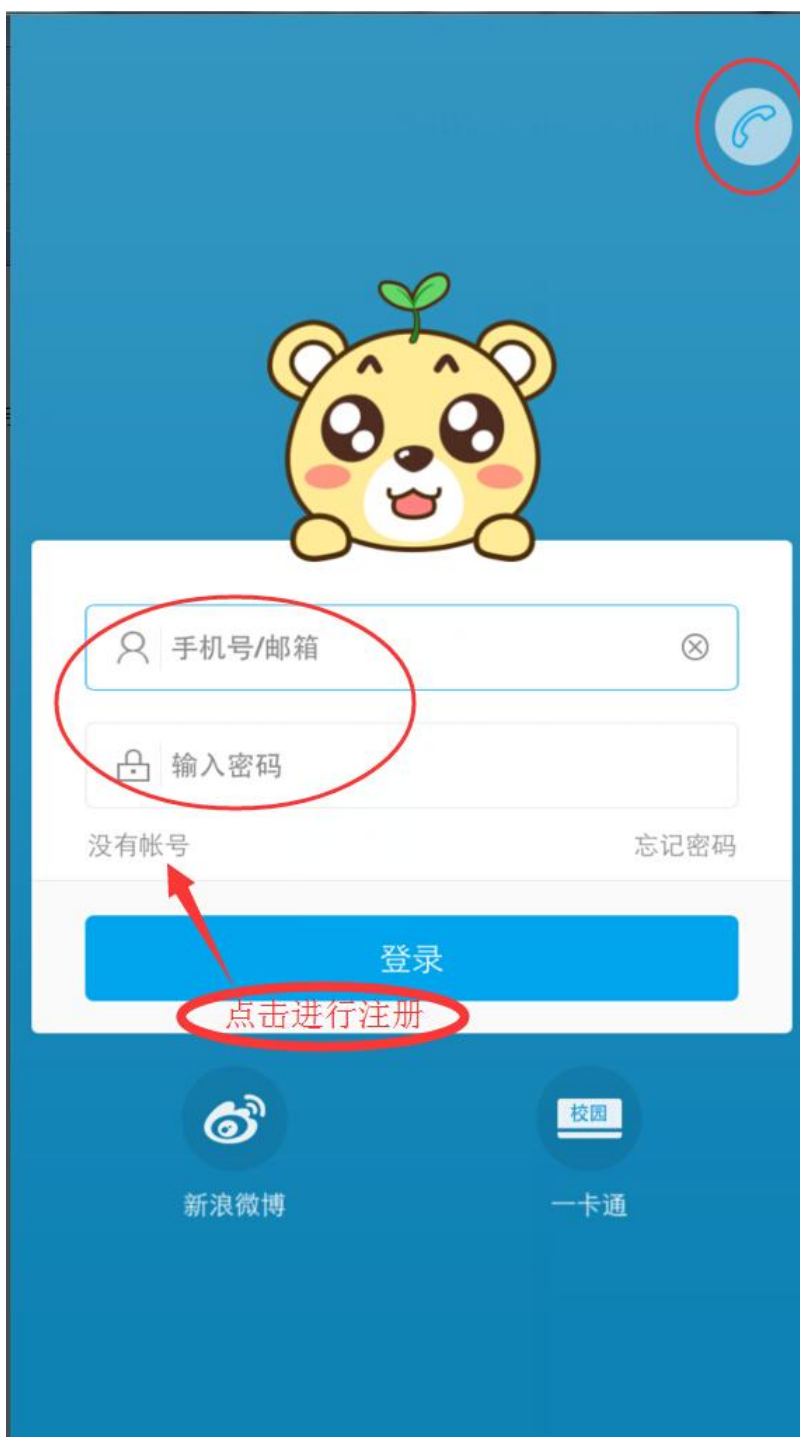 手机号/邮箱
输入密码
没有帐号 忘记密码
登录
点击进行注册
校园
新浪微博 一卡通